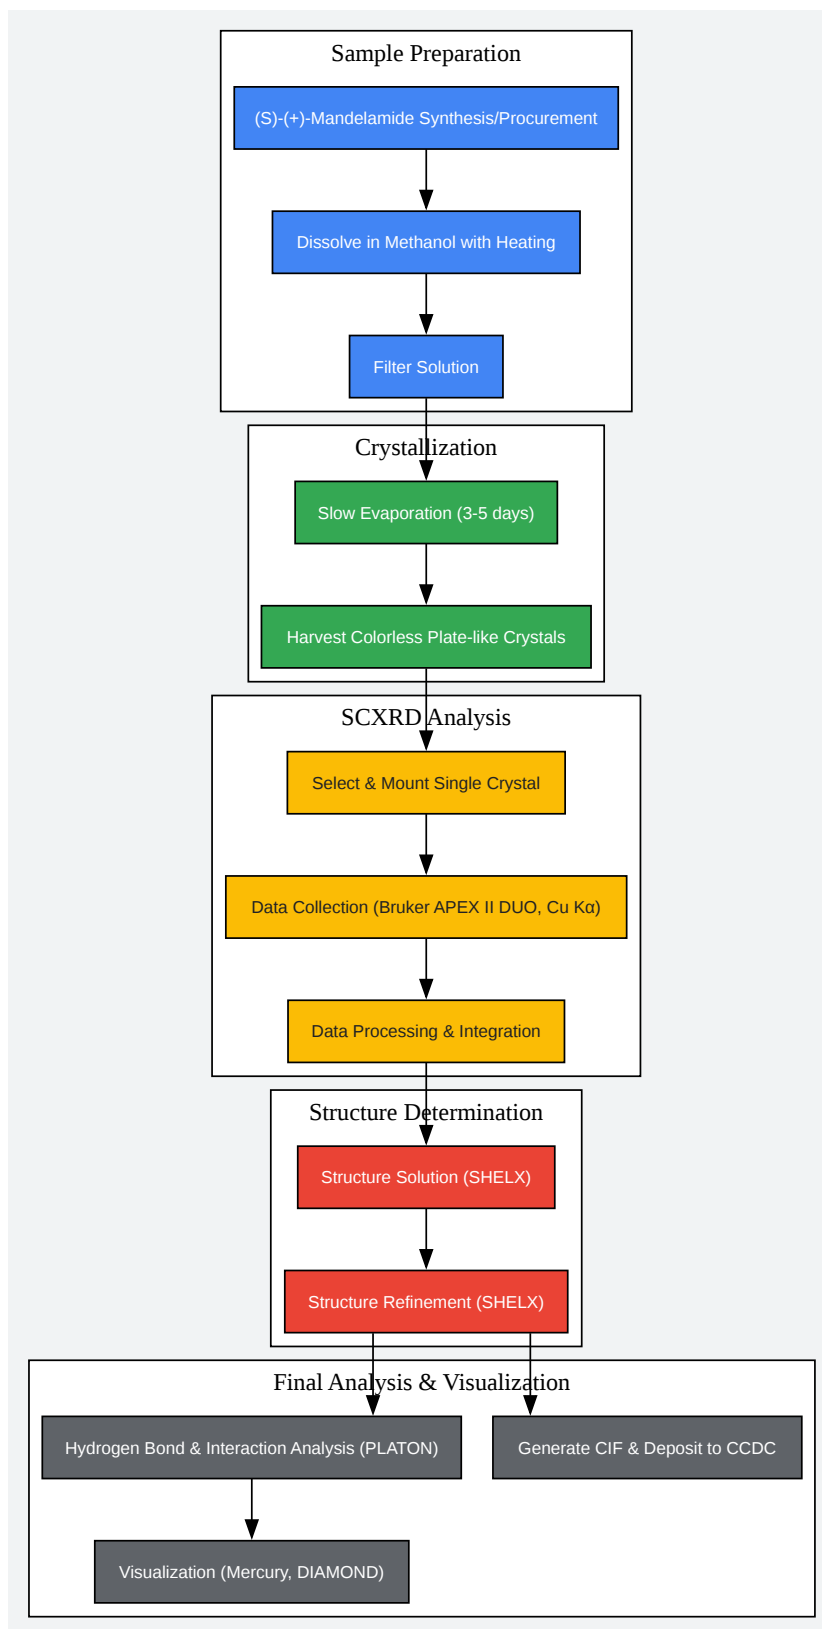 Sample Preparation
(S)-(+)-Mandelamide Synthesis/Procurement
Dissolve in Methanol with Heating
Filter Solution
Crystallization
Slow Evaporation (3-5 days)
Harvest Colorless Plate-like Crystals
SCXRD Analysis
Select & Mount Single Crystal
Data Collection (Bruker APEX II DUO, Cu Kα)
Data Processing & Integration
Structure Determination
Structure Solution (SHELX)
Structure Refinement (SHELX)
Final Analysis & Visualization
Hydrogen Bond & Interaction Analysis (PLATON)
Generate CIF & Deposit to CCDC
Visualization (Mercury, DIAMOND)